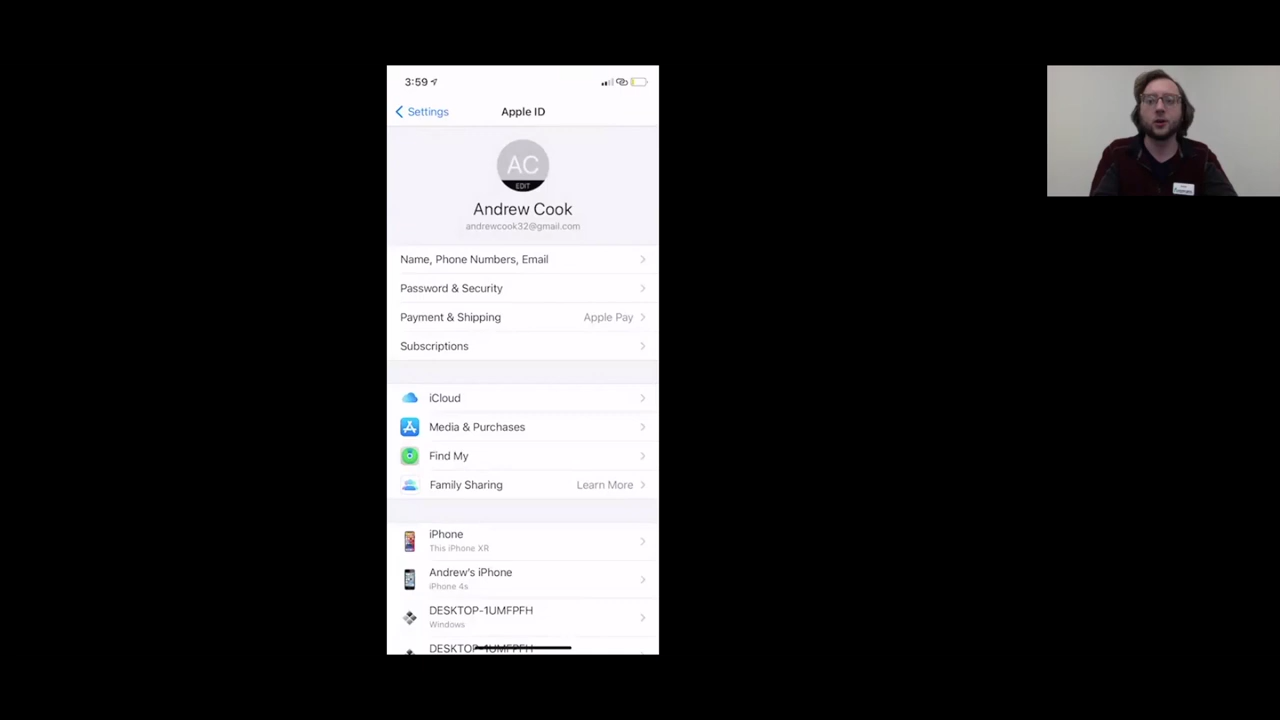 3:59
Settings
Apple ID
AC
EDIT
Andrew Cook
andrewcook32@gmail.com
Name, Phone Numbers, Email
Password & Security
Payment & Shipping Apple Pay
Subscriptions
iCloud
Media & Purchases
Find My
Family Sharing Learn More
iPhone
This iPhone XR
Andrew's iPhone
iPhone 4s
DESKTOP-1UMFPFH
Windows
DESKTOP-1UMFPFH